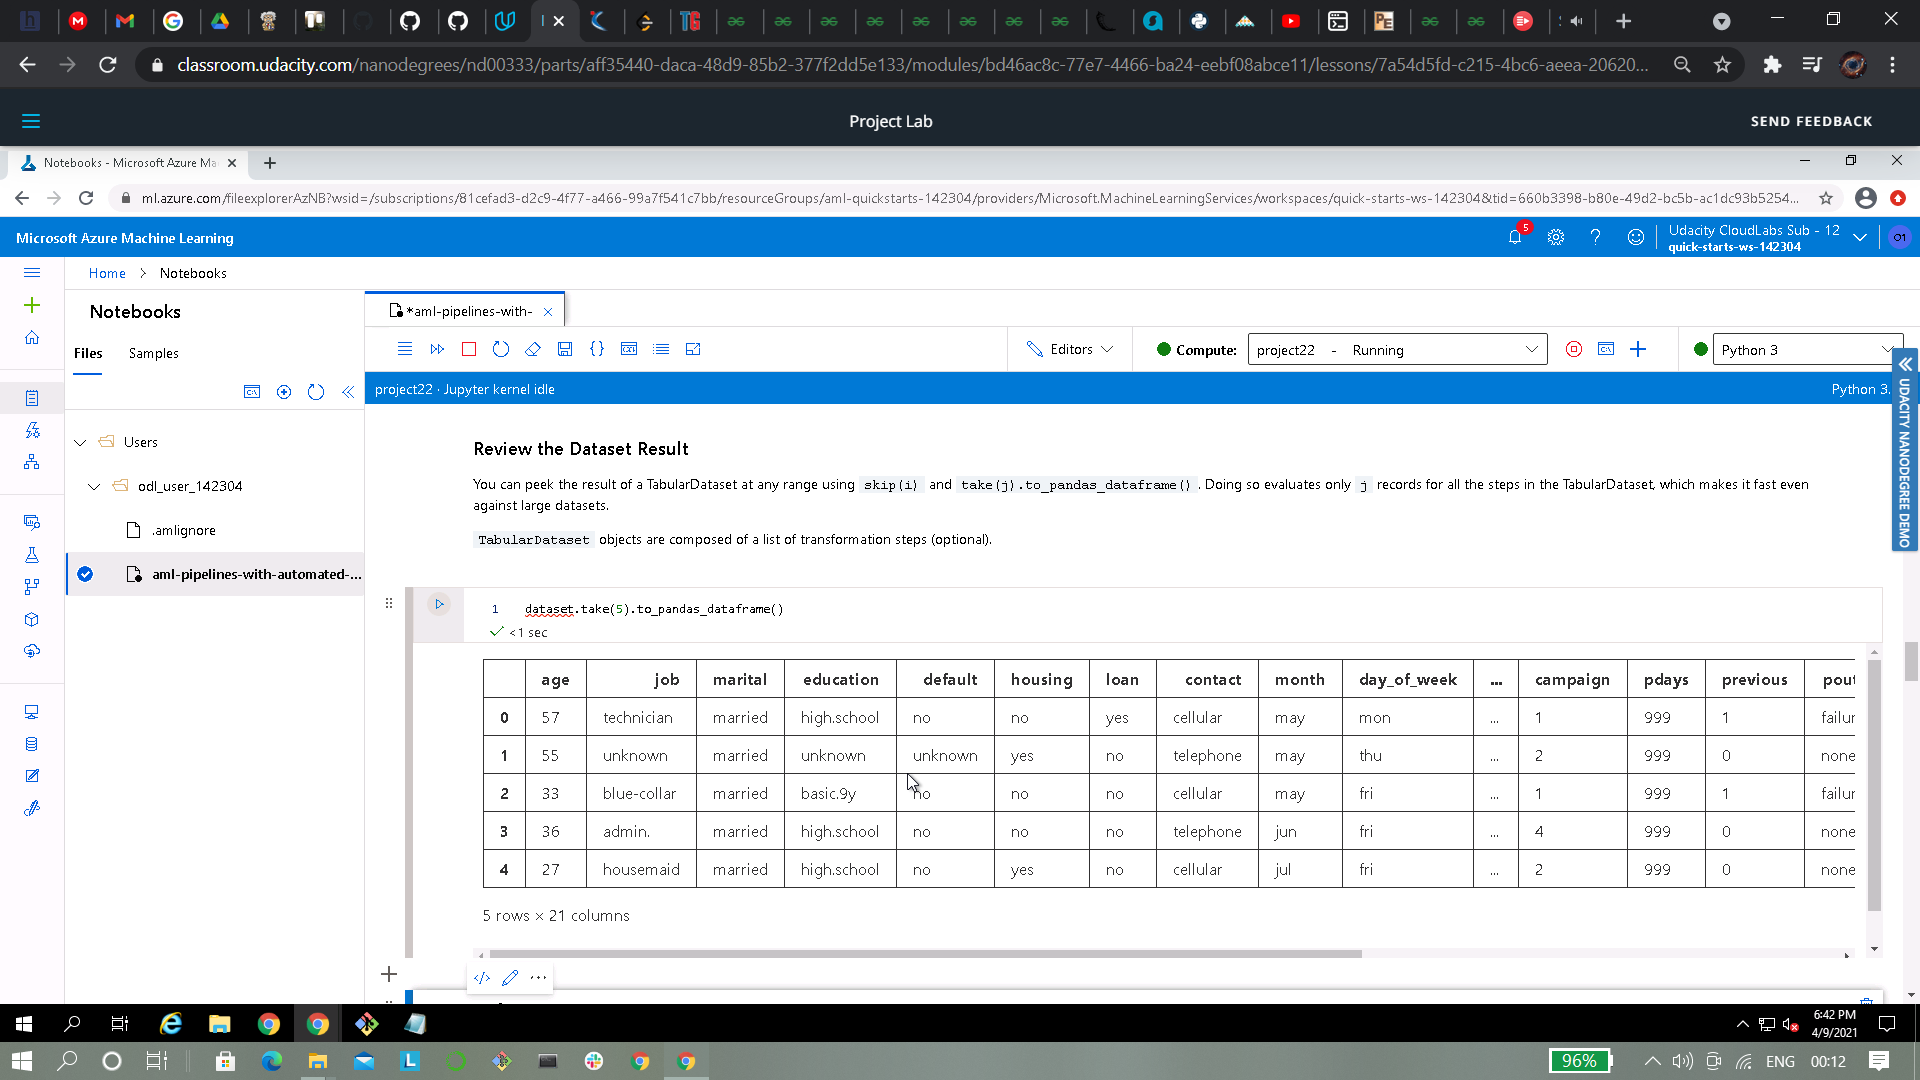 classroom.udacity.com/nanodegrees/nd00333/parts/aff35440-daca-48d9-85b2-377f2dd5e133/modules/bd46ac8c-77e7-4466-ba24-eebf08abce11/lessons/7a54d5fd-c215-4bc6-aeea-20620...
Project Lab
SEND FEEDBACK
Notebooks - Microsoft Azure Ma
ml.azure.com/fileexplorerAzNB?wsid=/subscriptions/81cefad3-d2c9-4f77-a466-99a7f541c7bb/resourceGroups/aml-quickstarts-142304/providers/Microsoft.MachineLearningServices/workspaces/quick-starts-ws-142304&tid=660b3398-b80e-49d2-bc5b-ac1dc93b5254...
Microsoft Azure Machine Learning
5
Udacity CloudLabs Sub - 12
quick-starts-ws-142304
O1
Home > Notebooks
Notebooks
*aml-pipelines-with-
Files Samples
Editors
Compute: project22 - Running
Python 3
project22 · Jupyter kernel idle
Python 3.
UDACITY NANODEGREE DEMO
Users
odl_user_142304
.amlignore
aml-pipelines-with-automated-...
Review the Dataset Result
You can peek the result of a TabularDataset at any range using skip(i) and take(j).to_pandas_dataframe(). Doing so evaluates only j records for all the steps in the TabularDataset, which makes it fast even
against large datasets.
TabularDataset objects are composed of a list of transformation steps (optional).
1 dataset.take(5).to_pandas_dataframe()
<1 sec
age job marital education default housing loan contact month day_of_week ... campaign pdays previous pout
0 57 technician married high.school no no yes cellular may mon ... 1 999 1 failur
1 55 unknown married unknown unknown yes no telephone may thu ... 2 999 0 none
2 33 blue-collar married basic.9y no no no cellular may fri ... 1 999 1 failur
3 36 admin. married high.school no no no telephone jun fri ... 4 999 0 none
4 27 housemaid married high.school no yes no cellular jul fri ... 2 999 0 none
5 rows × 21 columns
6:42 PM
4/9/2021
96%
ENG
00:12